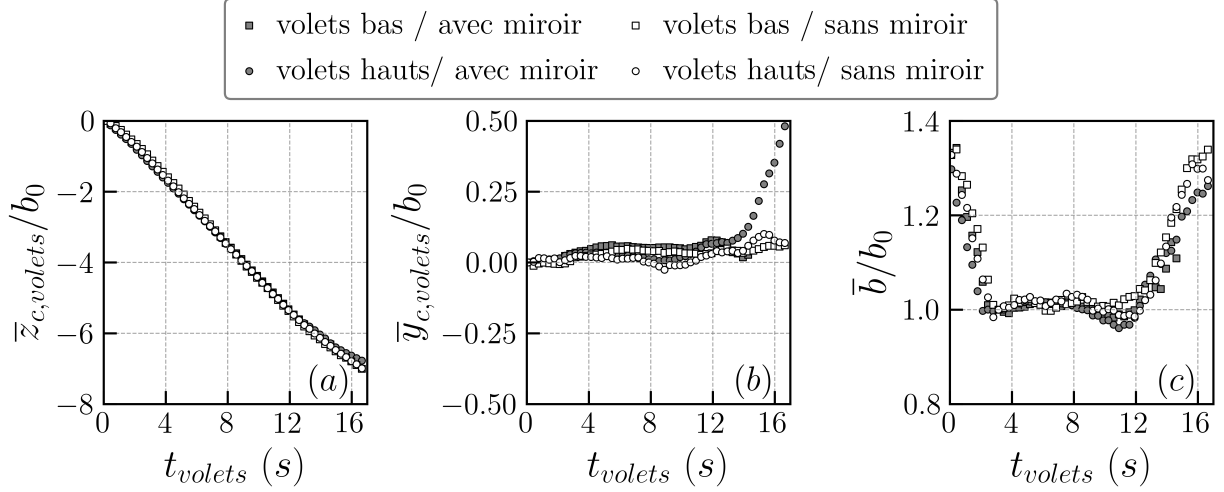 volets bas / avec miroir
volets bas / sans miroir
volets hauts/ avec miroir
volets hauts/ sans miroir
0
−2
−4
−6
−8
0 4 8 12 16
z̅c,volets/b0
tvolets (s)
(a)
0.50
0.25
0.00
−0.25
−0.50
0 4 8 12 16
y̅c,volets/b0
tvolets (s)
(b)
1.4
1.2
1.0
0.8
0 4 8 12 16
b̅/b0
tvolets (s)
(c)